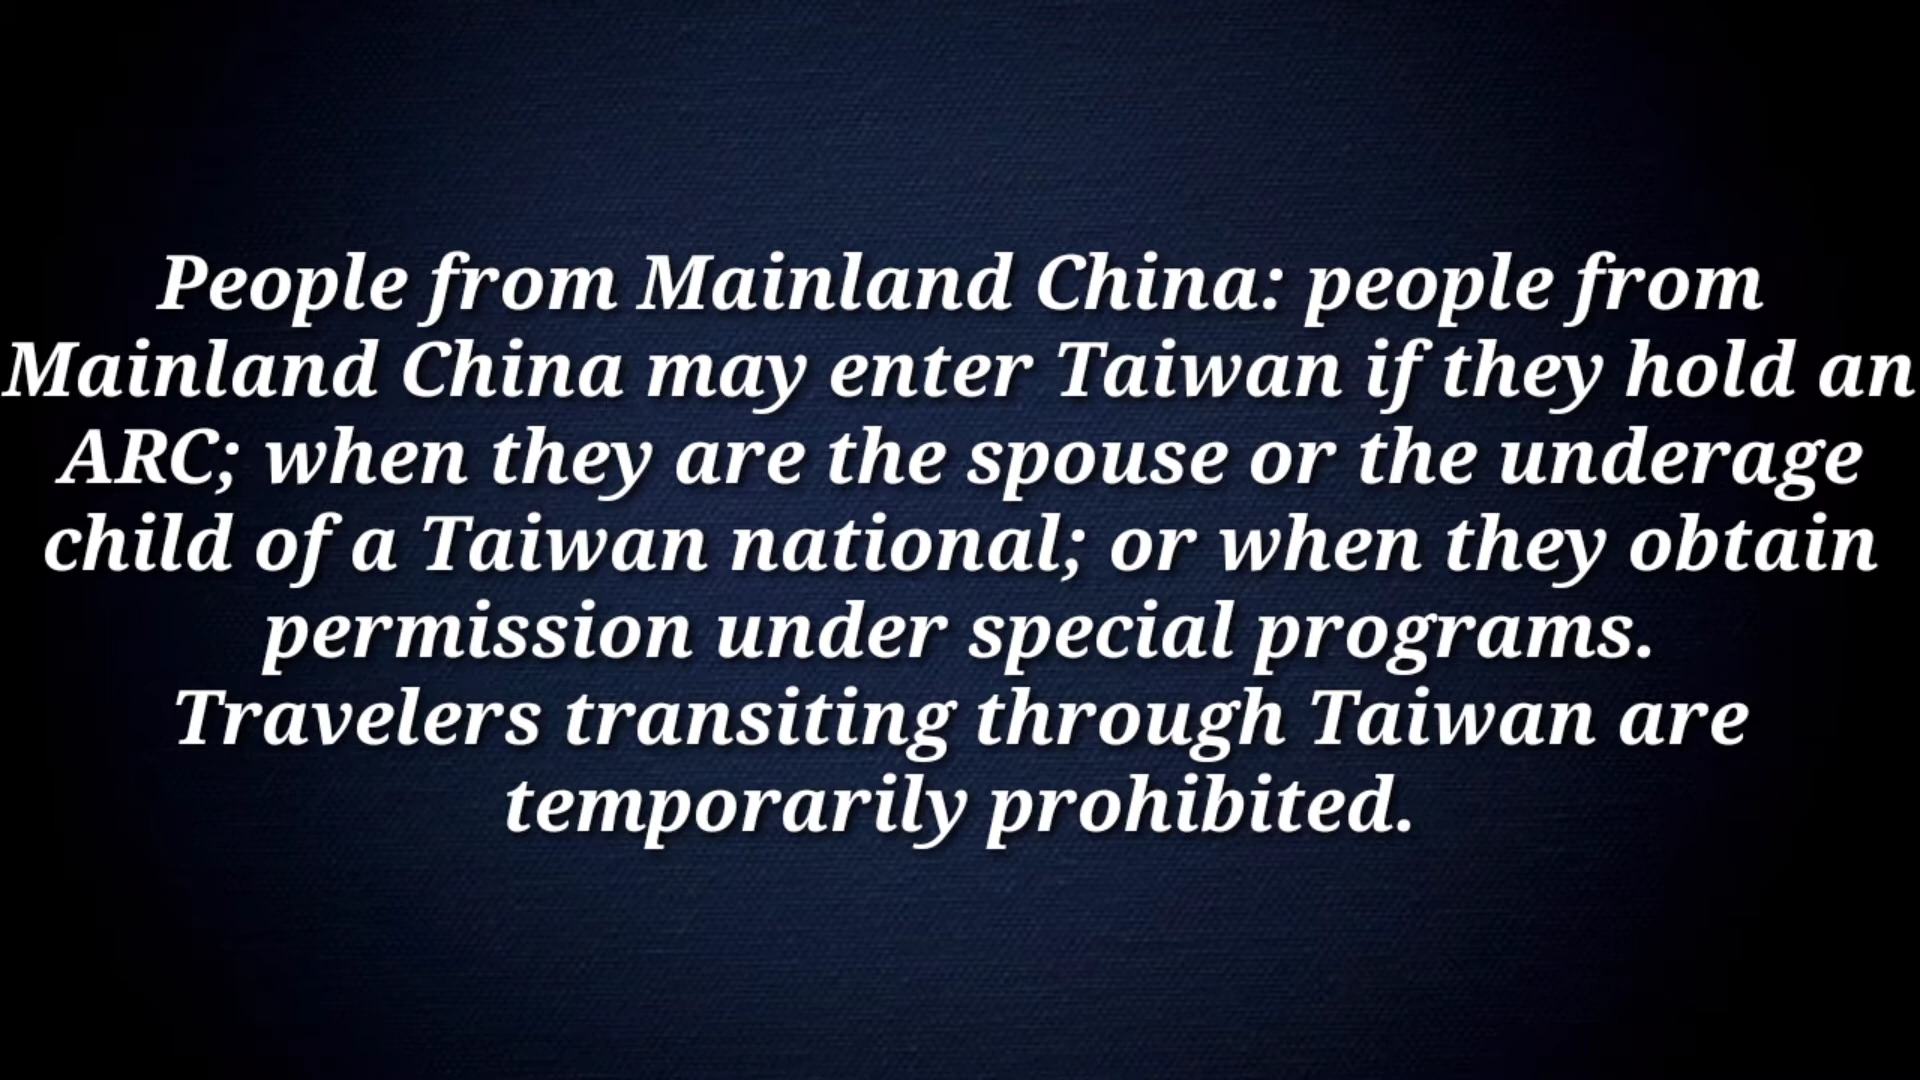 People from Mainland China: people from
Mainland China may enter Taiwan if they hold an
ARC; when they are the spouse or the underage
child of a Taiwan national; or when they obtain
permission under special programs.
Travelers transiting through Taiwan are
temporarily prohibited.